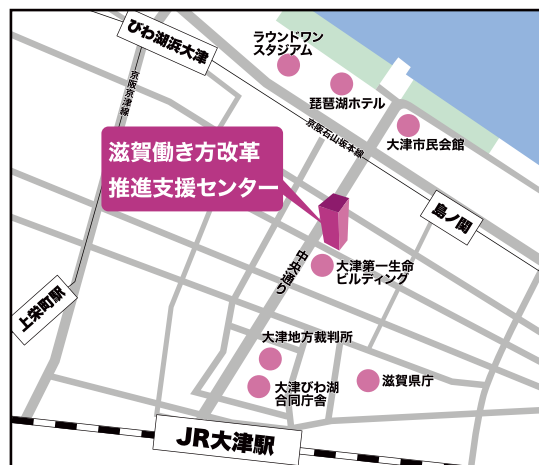 ラウンドワン
スタジアム
びわ湖浜大津
琵琶湖ホテル
京阪京津線
大津市民会館
京阪石山坂本線
滋賀働き方改革
推進支援センター
島ノ関
中央通り
大津第一生命
ビルディング
上栄町駅
大津地方裁判所
滋賀県庁
大津びわ湖
合同庁舎
JR大津駅